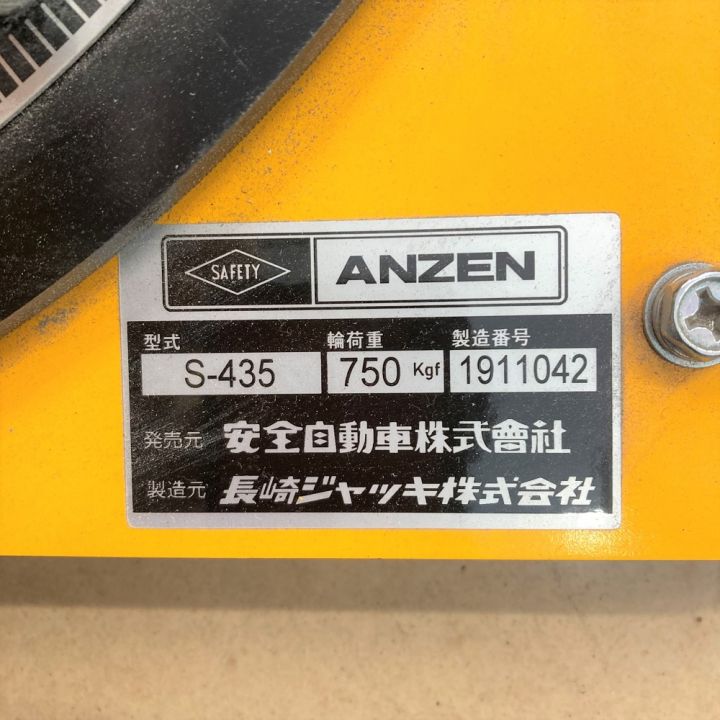 SAFETY ANZEN
型式 輪荷重 製造番号
S-435 750 Kgf 1911042
発売元 安全自動車株式會社
製造元 長崎ジャッキ株式会社